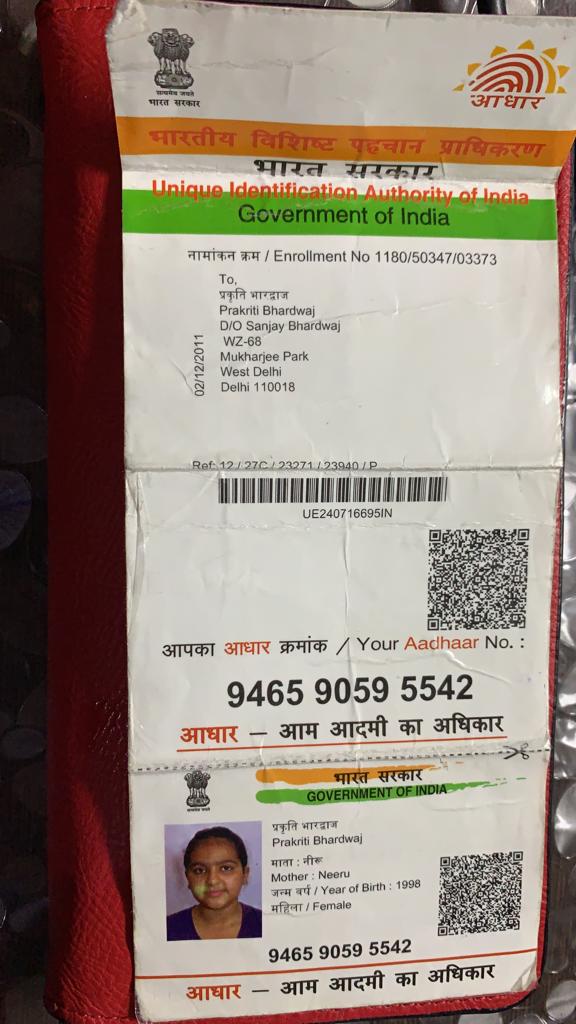 सत्यमेव जयते
भारत सरकार
आधार
भारतीय विशिष्ट पहचान प्राधिकरण
भारत सरकार
Unique Identification Authority of India
Government of India
नामांकन क्रम / Enrollment No 1180/50347/03373
To,
प्रकृति भारद्वाज
Prakriti Bhardwaj
D/O Sanjay Bhardwaj
WZ-68
Mukharjee Park
West Delhi
Delhi 110018
02/12/2011
Ref: 12 / 27C / 23271 / 23940 / P
UE240716695IN
आपका आधार क्रमांक / Your Aadhaar No. :
9465 9059 5542
आधार — आम आदमी का अधिकार
भारत सरकार
GOVERNMENT OF INDIA
प्रकृति भारद्वाज
Prakriti Bhardwaj
माता : नीरू
Mother : Neeru
जन्म वर्ष / Year of Birth : 1998
महिला / Female
9465 9059 5542
आधार — आम आदमी का अधिकार